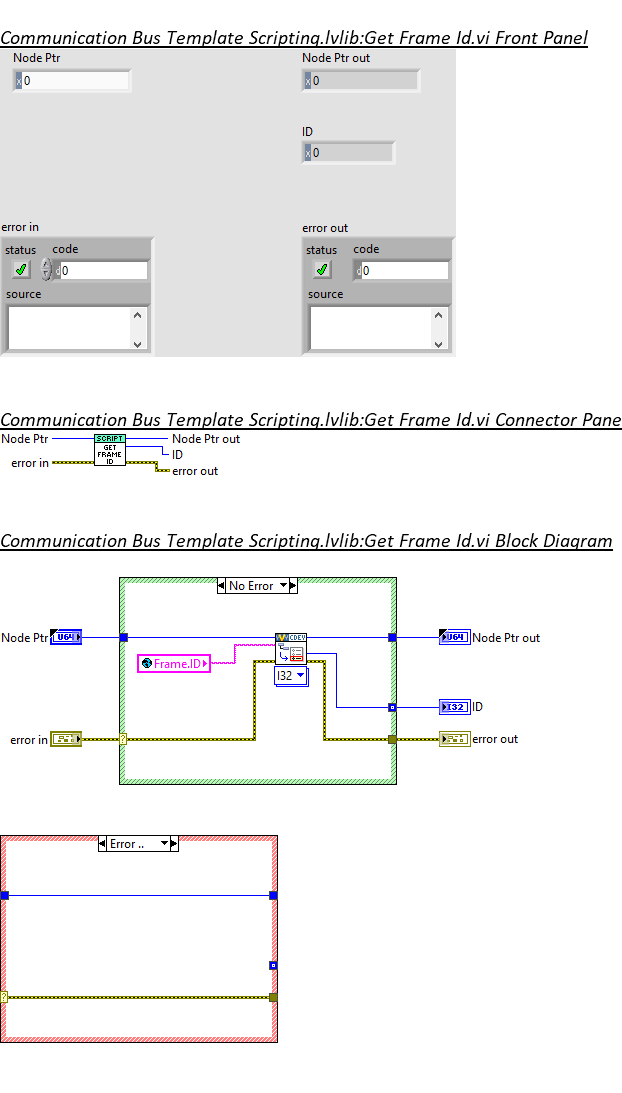 Communication Bus Template Scripting.lvlib:Get Frame Id.vi Front Panel
Node Ptr
Node Ptr out
x 0
x 0
ID
x 0
error in
error out
status code
status code
d 0
d 0
source
source
Communication Bus Template Scripting.lvlib:Get Frame Id.vi Connector Pane
Node Ptr
SCRIPT
GET
FRAME
ID
Node Ptr out
ID
error in
error out
Communication Bus Template Scripting.lvlib:Get Frame Id.vi Block Diagram
No Error
Node Ptr
U64
CDEV
U64
Node Ptr out
Frame.ID
I32
I32
ID
error in
?
error out
Error ..
?